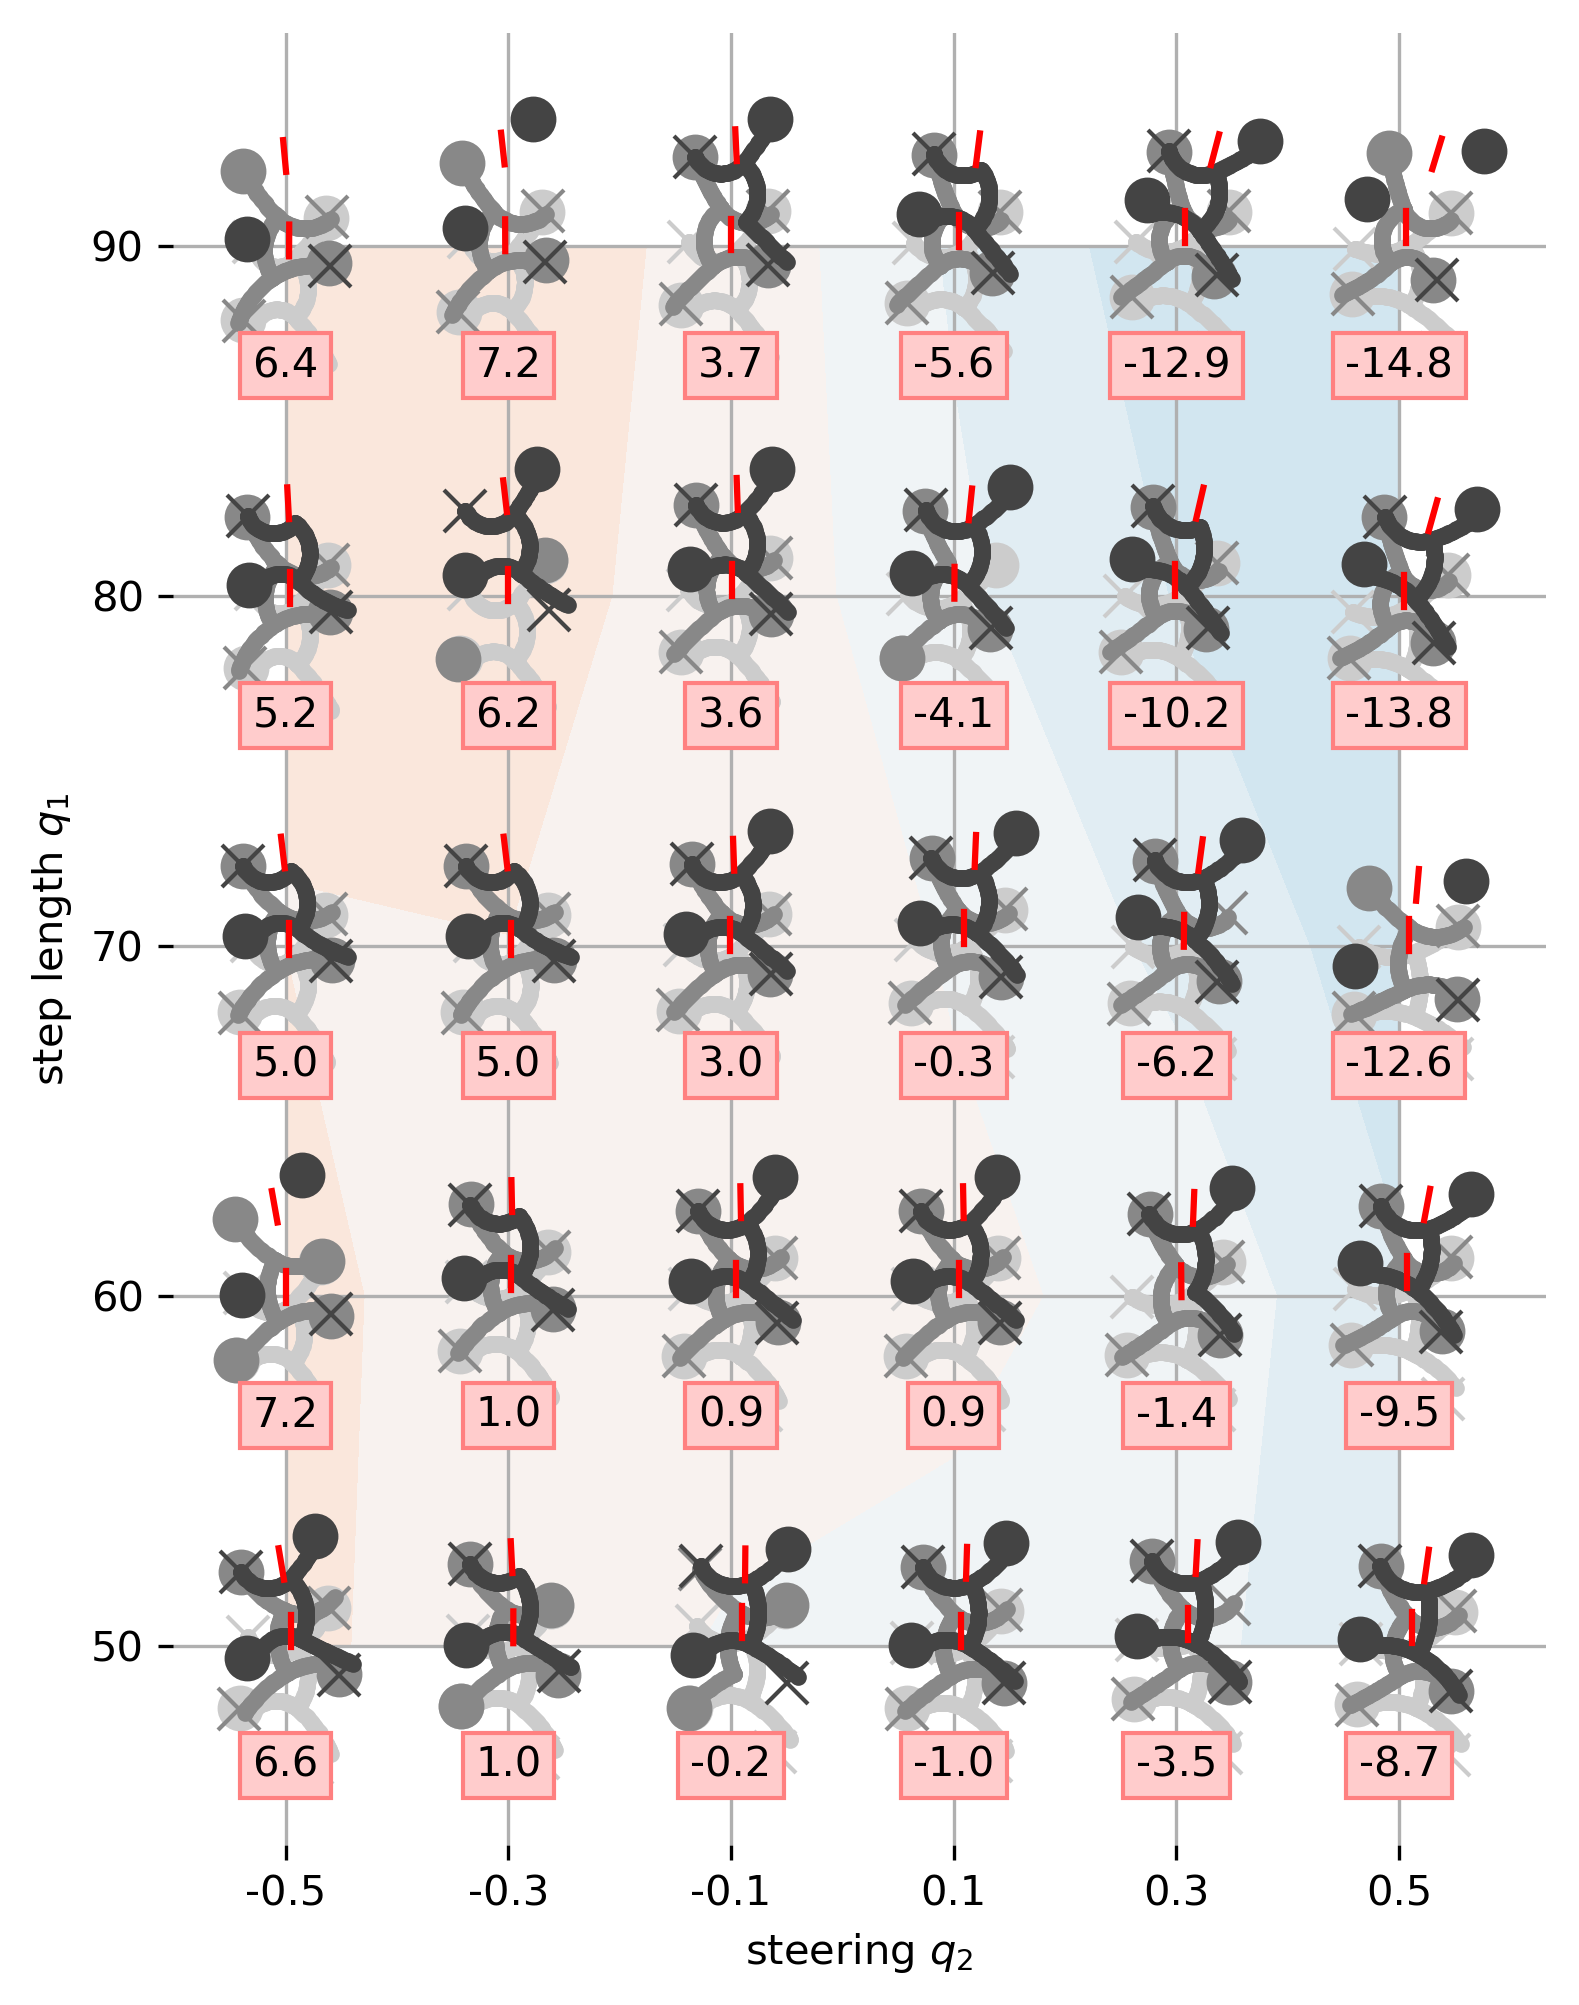 90
6.4 7.2 3.7 -5.6 -12.9 -14.8
80
5.2 6.2 3.6 -4.1 -10.2 -13.8
step length q₁
70
5.0 5.0 3.0 -0.3 -6.2 -12.6
60
7.2 1.0 0.9 0.9 -1.4 -9.5
50
6.6 1.0 -0.2 -1.0 -3.5 -8.7
-0.5 -0.3 -0.1 0.1 0.3 0.5
steering q₂